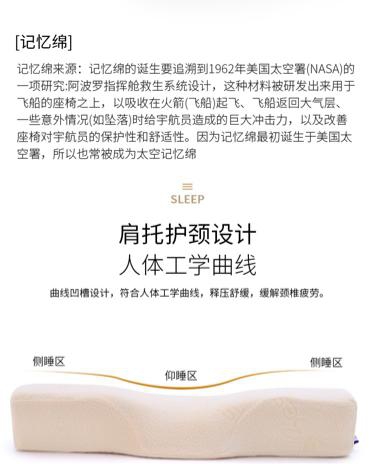 [记忆绵]
记忆绵来源：记忆绵的诞生要追溯到1962年美国太空署(NASA)的
一项研究:阿波罗指挥舱救生系统设计，这种材料被研发出来用于
飞船的座椅之上，以吸收在火箭(飞船)起飞、飞船返回大气层、
一些意外情况(如坠落)时给宇航员造成的巨大冲击力，以及改善
座椅对宇航员的保护性和舒适性。因为记忆绵最初诞生于美国太
空署，所以也常被成为太空记忆绵
SLEEP
肩托护颈设计
人体工学曲线
曲线凹槽设计，符合人体工学曲线，释压舒缓，缓解颈椎疲劳。
侧睡区
仰睡区
侧睡区